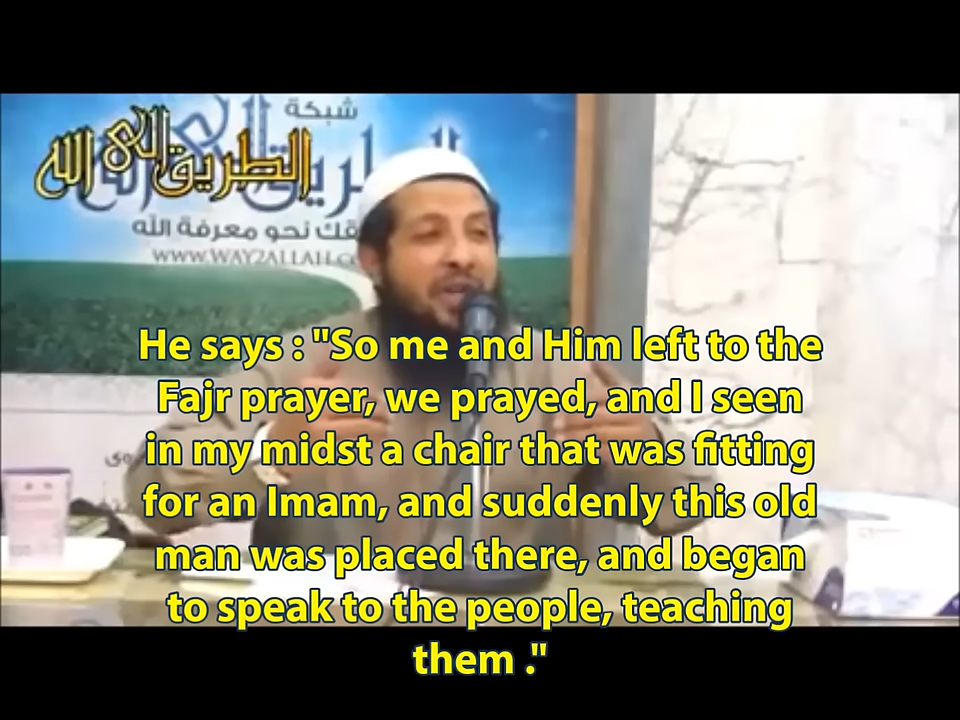 شبكة
الطريق إلى الله
نحو معرفة الله
WWW.WAY2ALLAH.CO
He says : "So me and Him left to the
Fajr prayer, we prayed, and I seen
in my midst a chair that was fitting
for an Imam, and suddenly this old
man was placed there, and began
to speak to the people, teaching
them ."